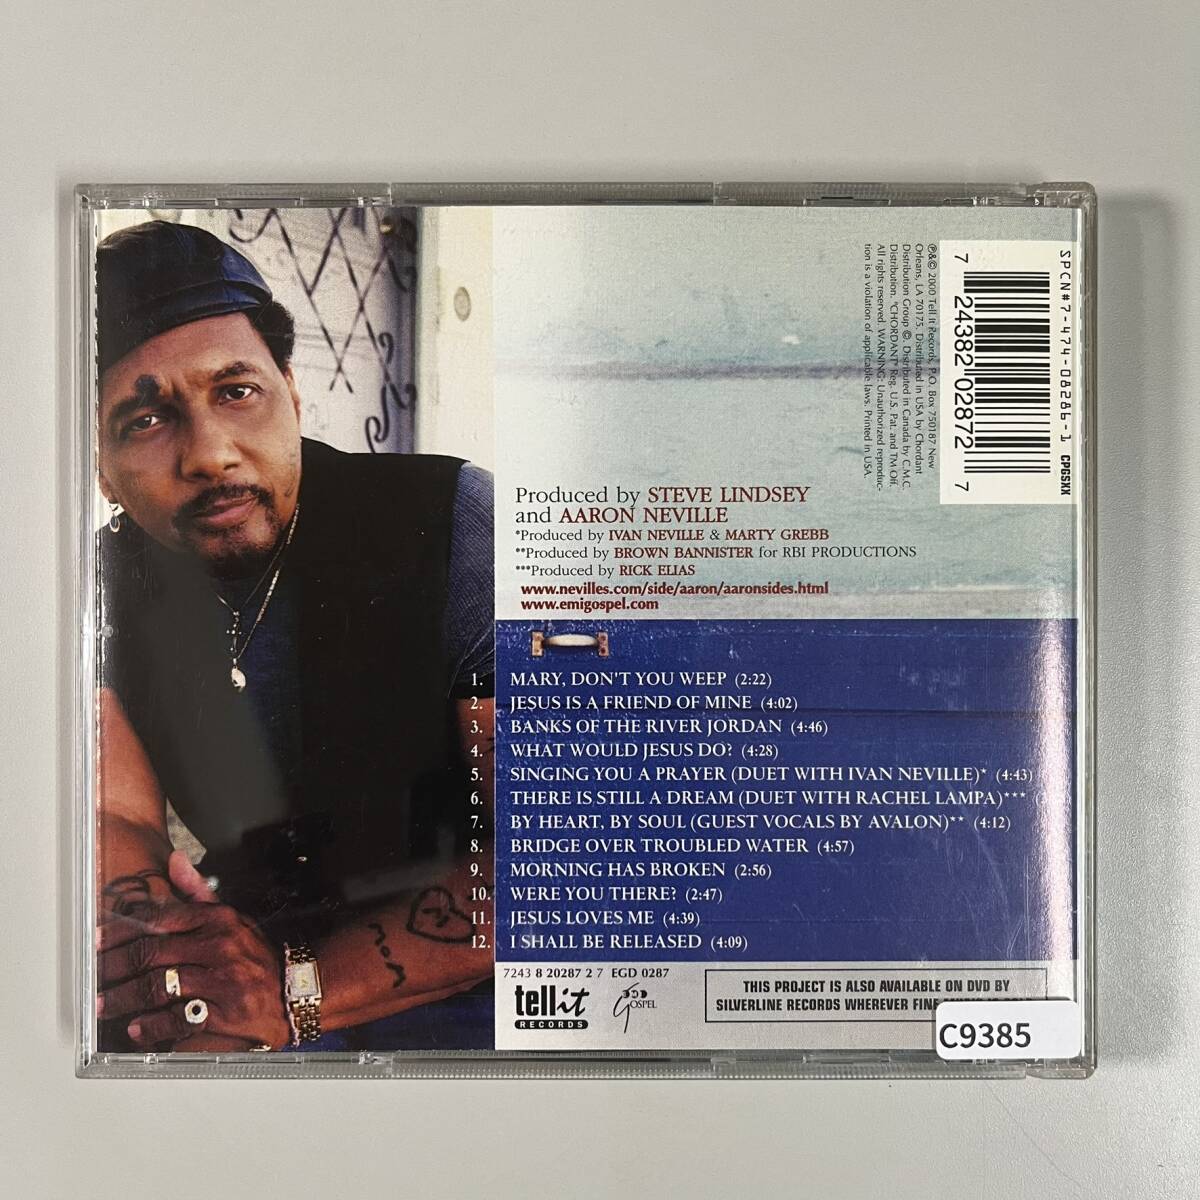 Produced by STEVE LINDSEY
and AARON NEVILLE
*Produced by IVAN NEVILLE & MARTY GREBB
**Produced by BROWN BANNISTER for RBI PRODUCTIONS
***Produced by RICK ELIAS
www.nevilles.com/side/aaron/aaronsides.html
www.emigospel.com
℗&© 2000 Tell It Records, P.O. Box 750187 New
Orleans, LA 70175. Distributed in USA by Chordant
Distribution Group ©. Distributed in Canada by C.M.C.
Distribution. "CHORDANT" Reg. U.S. Pat. and TM Off.
All rights reserved. WARNING: Unauthorized reproduc-
tion is a violation of applicable laws. Printed in USA.
7 24382 02872 7
SPCN#7-474-08286-1 CPGSXX
1. MARY, DON'T YOU WEEP (2:22)
2. JESUS IS A FRIEND OF MINE (4:02)
3. BANKS OF THE RIVER JORDAN (4:46)
4. WHAT WOULD JESUS DO? (4:28)
5. SINGING YOU A PRAYER (DUET WITH IVAN NEVILLE)* (4:43)
6. THERE IS STILL A DREAM (DUET WITH RACHEL LAMPA)***
7. BY HEART, BY SOUL (GUEST VOCALS BY AVALON)** (4:12)
8. BRIDGE OVER TROUBLED WATER (4:57)
9. MORNING HAS BROKEN (2:56)
10. WERE YOU THERE? (2:47)
11. JESUS LOVES ME (4:39)
12. I SHALL BE RELEASED (4:09)
7243 8 20287 2 7 EGD 0287
tell it
RECORDS
GOSPEL
THIS PROJECT IS ALSO AVAILABLE ON DVD BY
SILVERLINE RECORDS WHEREVER FINE
C9385
MOM